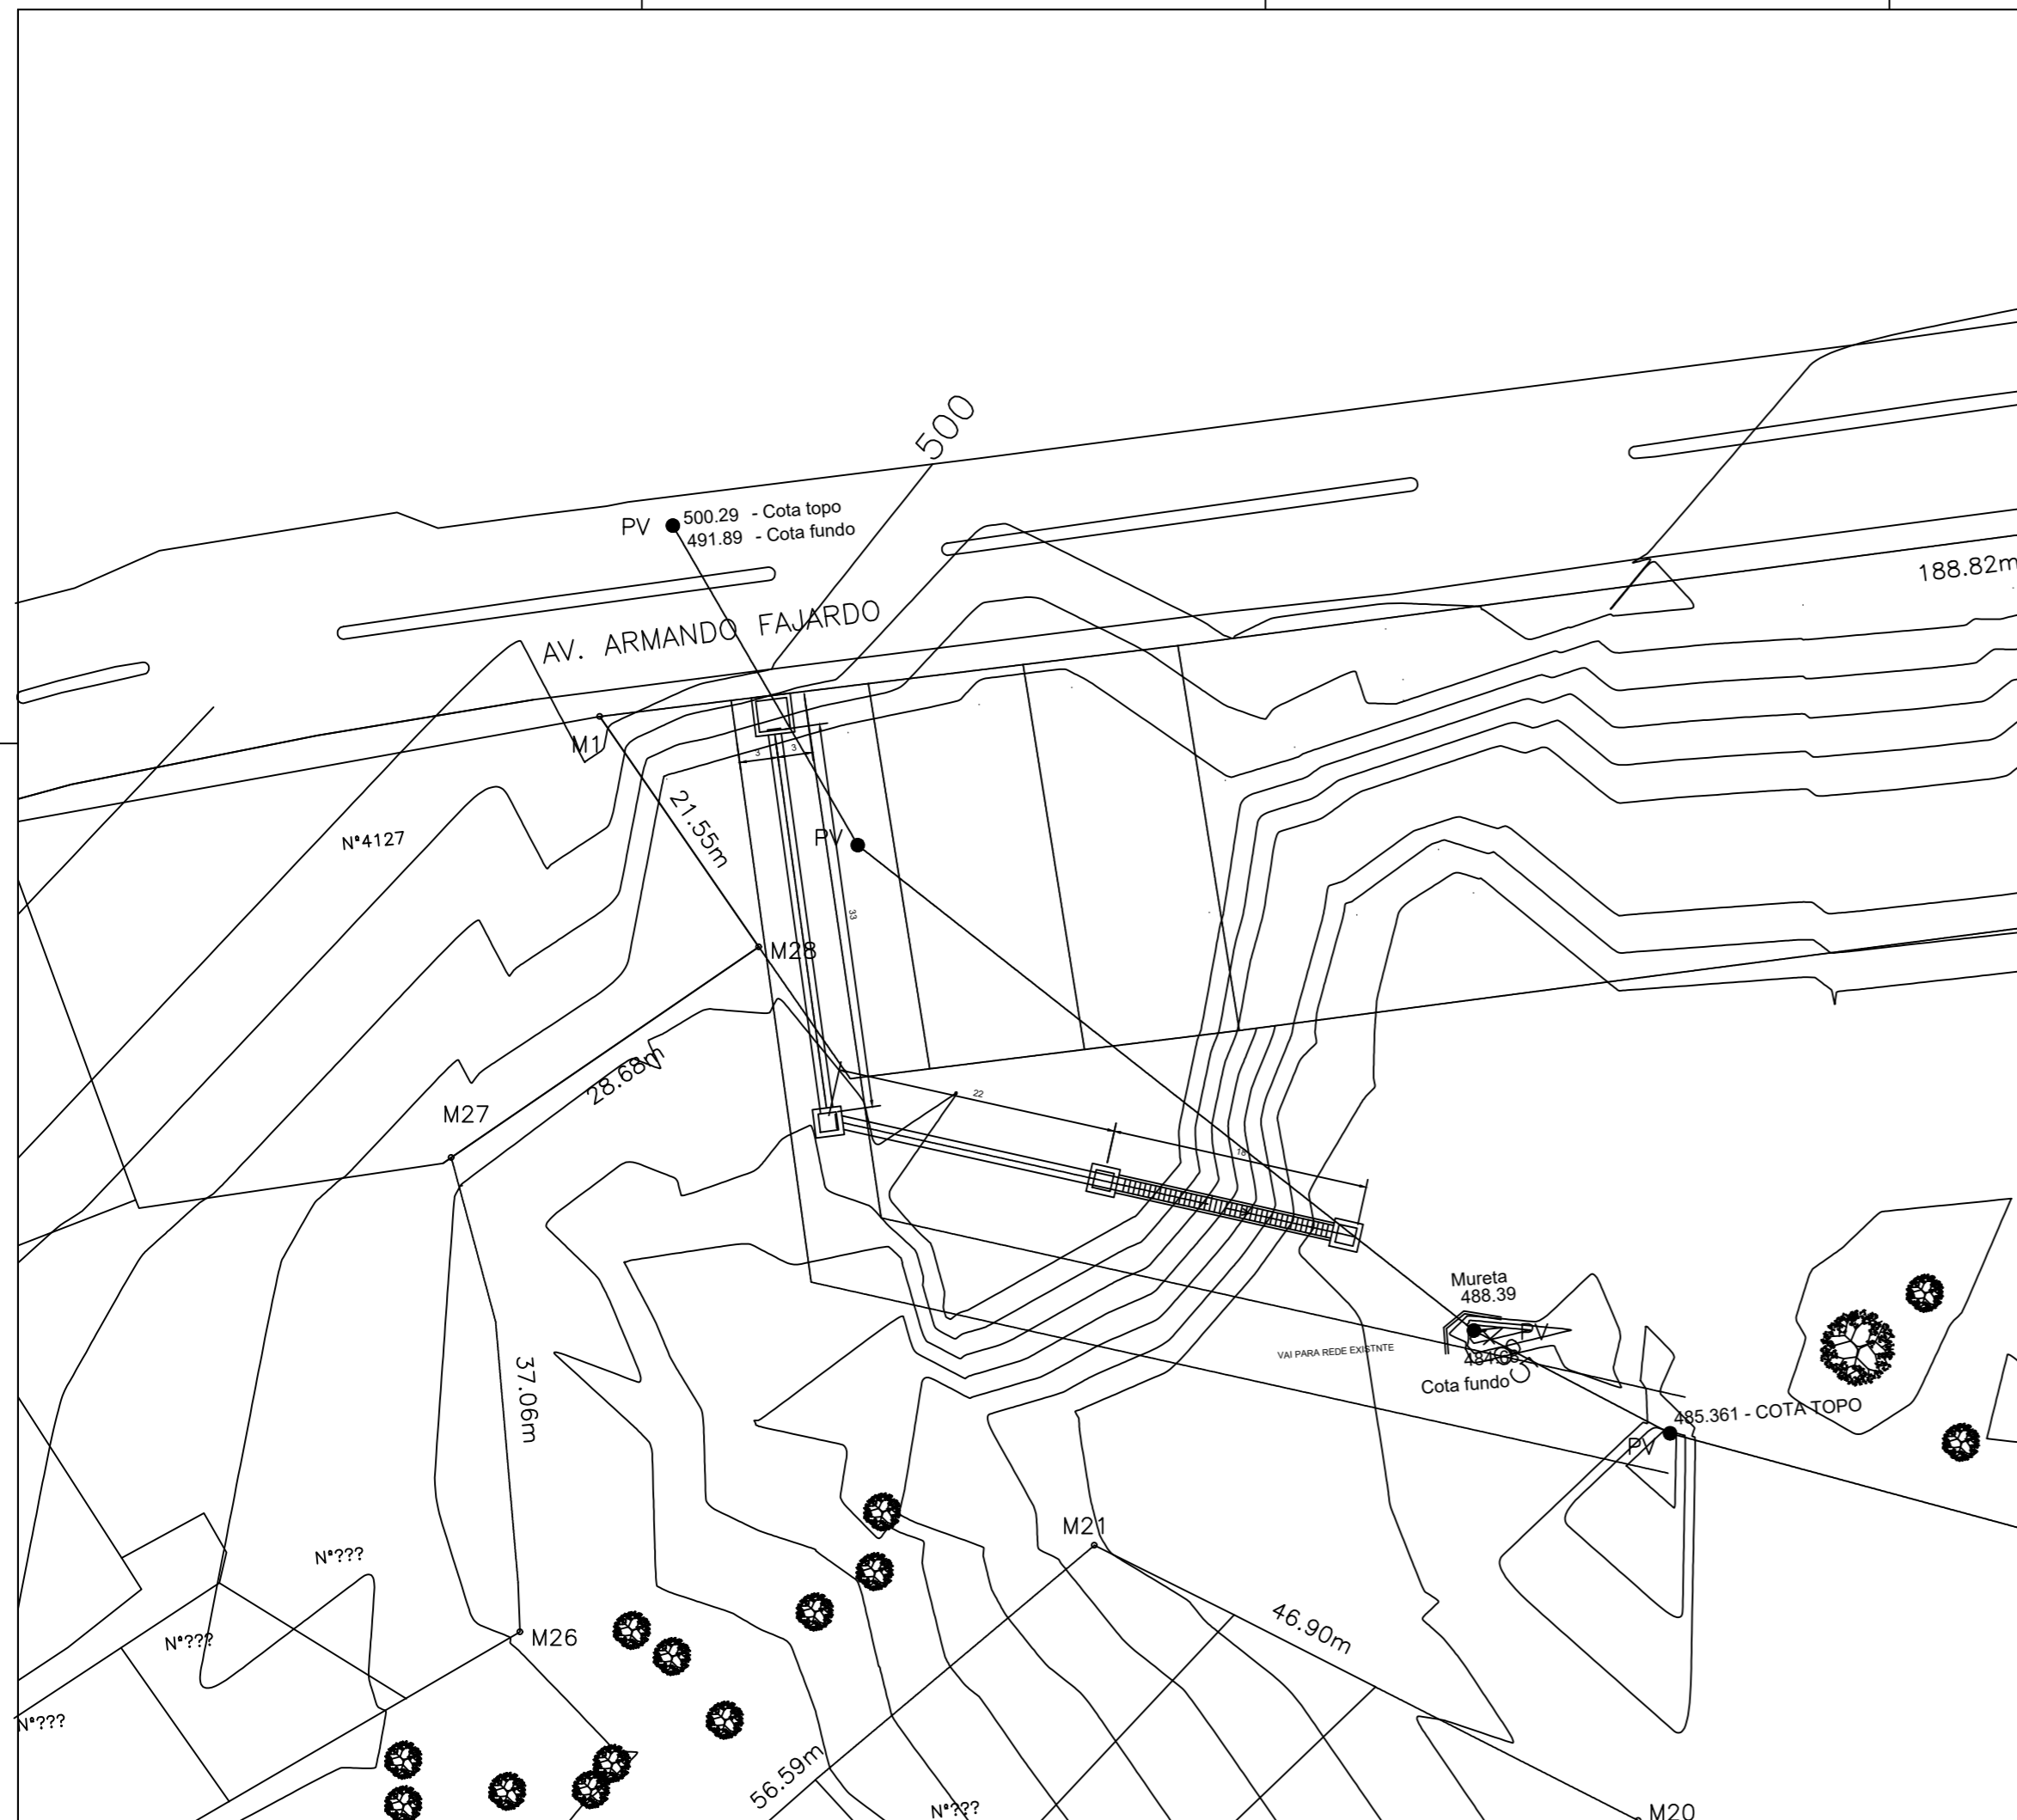 500
PV
500.29 - Cota topo
491.89 - Cota fundo
188.82m
AV. ARMANDO FAJARDO
M1
3
3
21.55m
N°4127
PV
33
M28
28.68m
22
M27
18
Mureta
488.39
PV
VAI PARA REDE EXISTNTE
Cota fundo
37.06m
485.361 - COTA TOPO
PV
M21
N°???
46.90m
N°???
M26
N°???
56.59m
N°???
M20